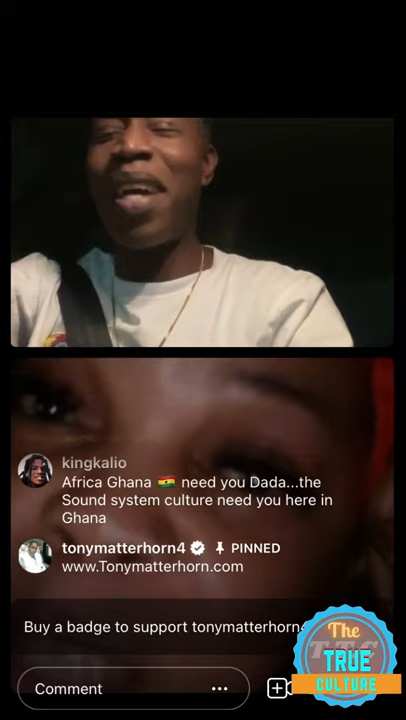 kingkalio
Africa Ghana 🇬🇭 need you Dada...the
Sound system culture need you here in
Ghana
tonymatterhorn4 PINNED
www.Tonymatterhorn.com
Buy a badge to support tonymatterhorn4
Comment
The
TRUE
CULTURE